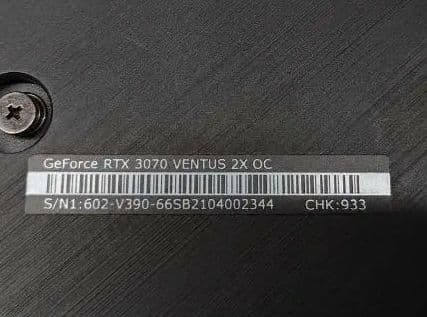 GeForce RTX 3070 VENTUS 2X OC
S/N1:602-V390-66SB2104002344 CHK:933